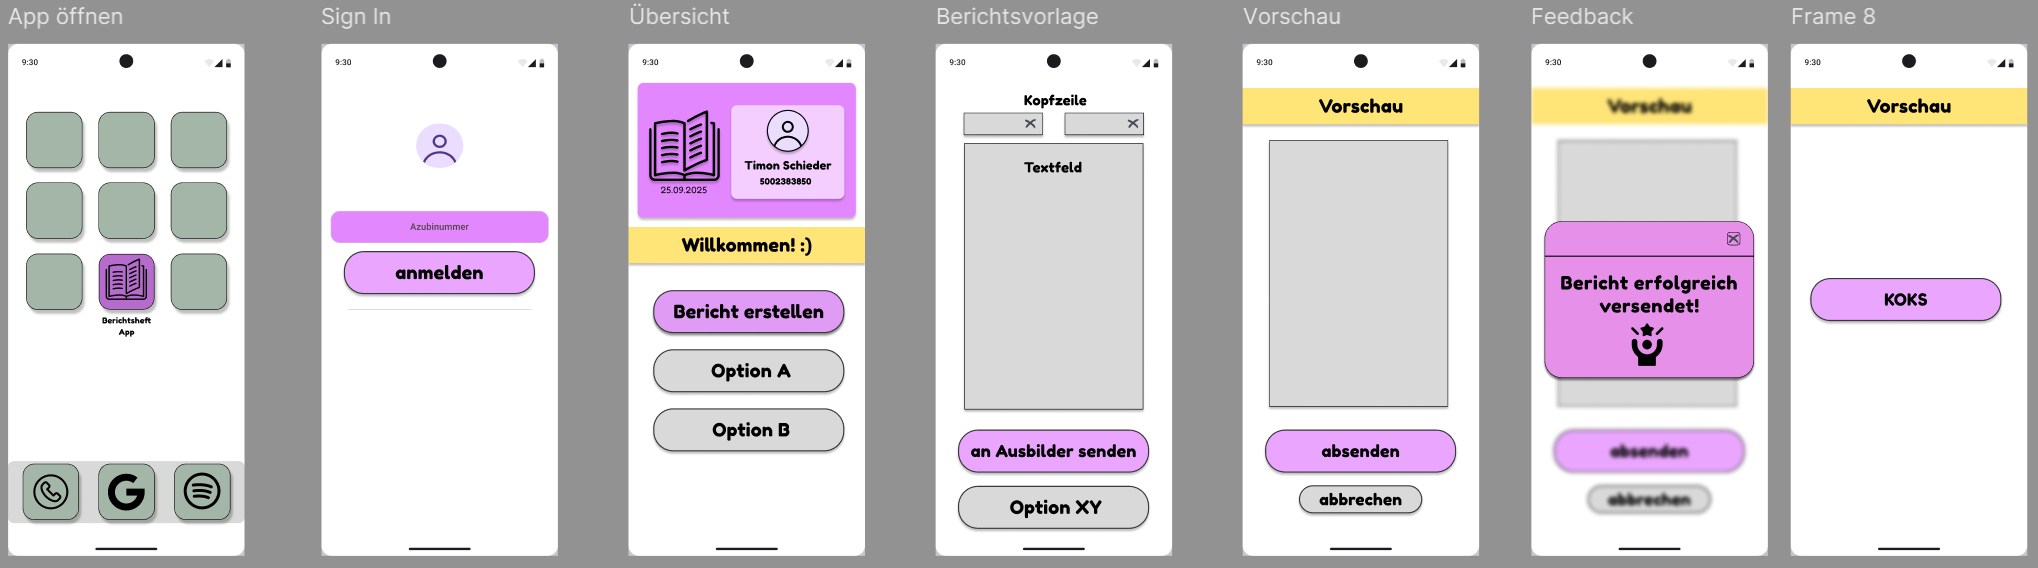 App öffnen
9:30
Berichtsheft
App
Sign In
9:30
Azubinummer
anmelden
Übersicht
9:30
25.09.2025
Timon Schieder
5002383850
Willkommen! :)
Bericht erstellen
Option A
Option B
Berichtsvorlage
9:30
Kopfzeile
Textfeld
an Ausbilder senden
Option XY
Vorschau
9:30
Vorschau
absenden
abbrechen
Feedback
9:30
Vorschau
Bericht erfolgreich
versendet!
absenden
abbrechen
Frame 8
9:30
Vorschau
KOKS